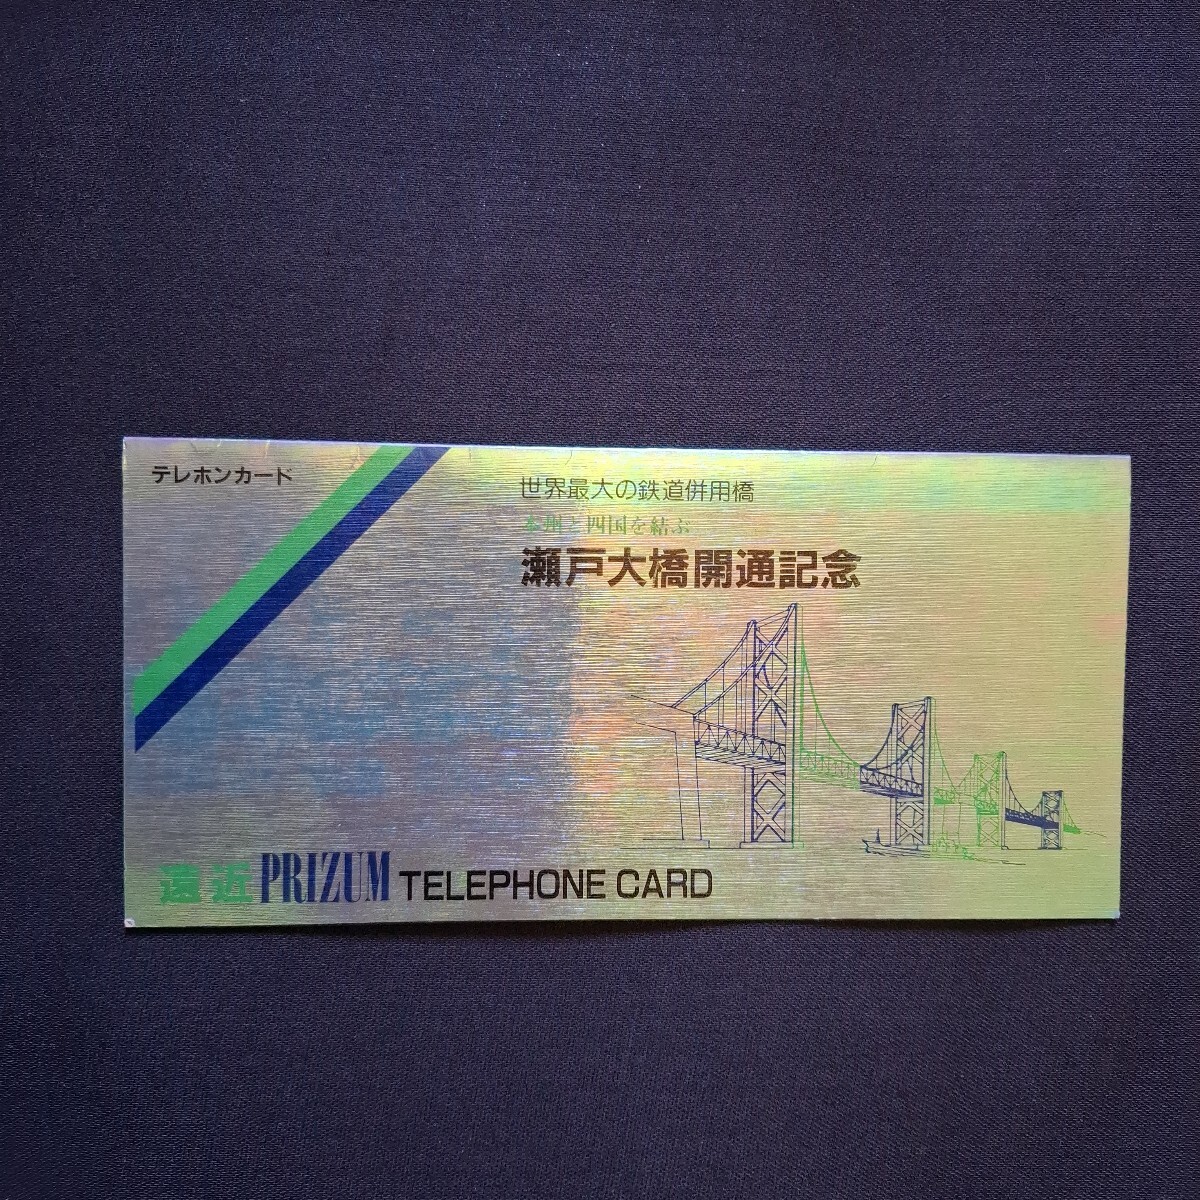 テレホンカード
世界最大の鉄道併用橋
本州と四国を結ぶ
瀬戸大橋開通記念
遠近PRIZUM TELEPHONE CARD